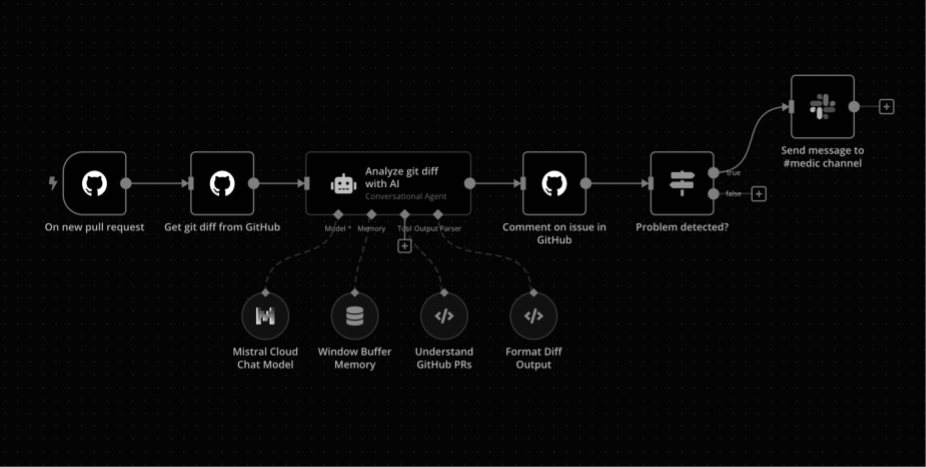 Send message to
#medic channel
On new pull request
Get git diff from GitHub
Analyze git diff
with AI
Conversational Agent
Model *
Memory
Tool
Output Parser
Comment on issue in
GitHub
Problem detected?
true
false
Mistral Cloud
Chat Model
Window Buffer
Memory
Understand
GitHub PRs
Format Diff
Output